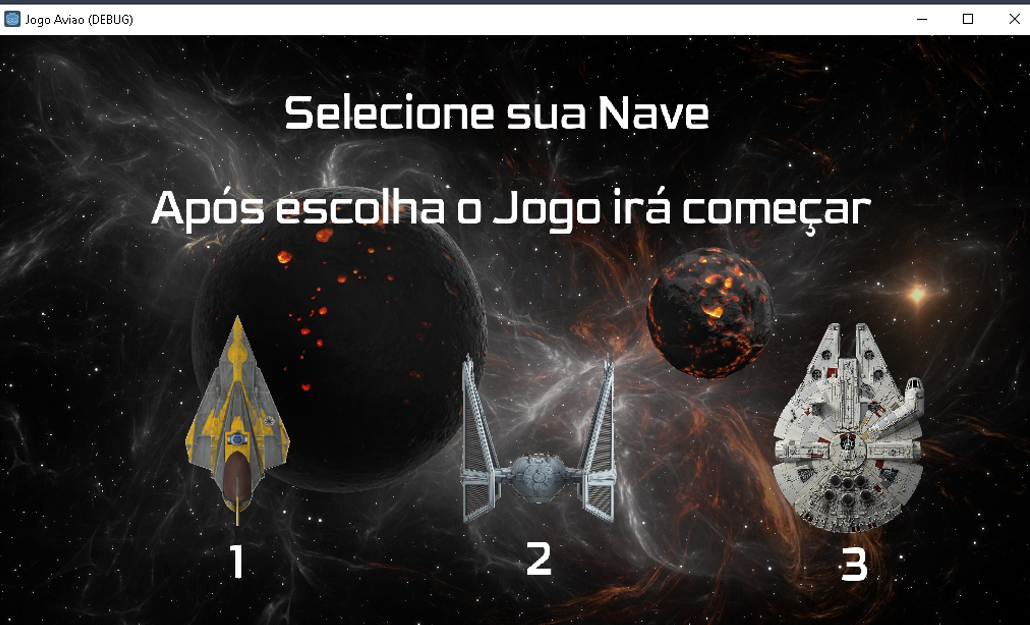 Jogo Aviao (DEBUG)
Selecione sua Nave
Após escolha o Jogo irá começar
1
2
3